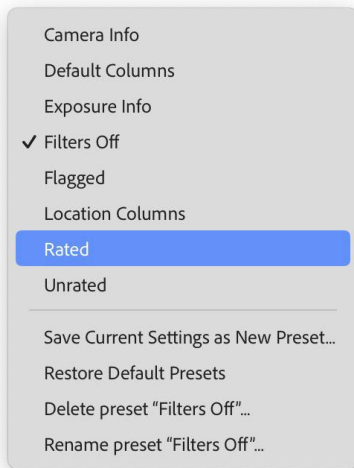 Camera Info
Default Columns
Exposure Info
✓ Filters Off
Flagged
Location Columns
Rated
Unrated
Save Current Settings as New Preset...
Restore Default Presets
Delete preset “Filters Off”...
Rename preset “Filters Off”...